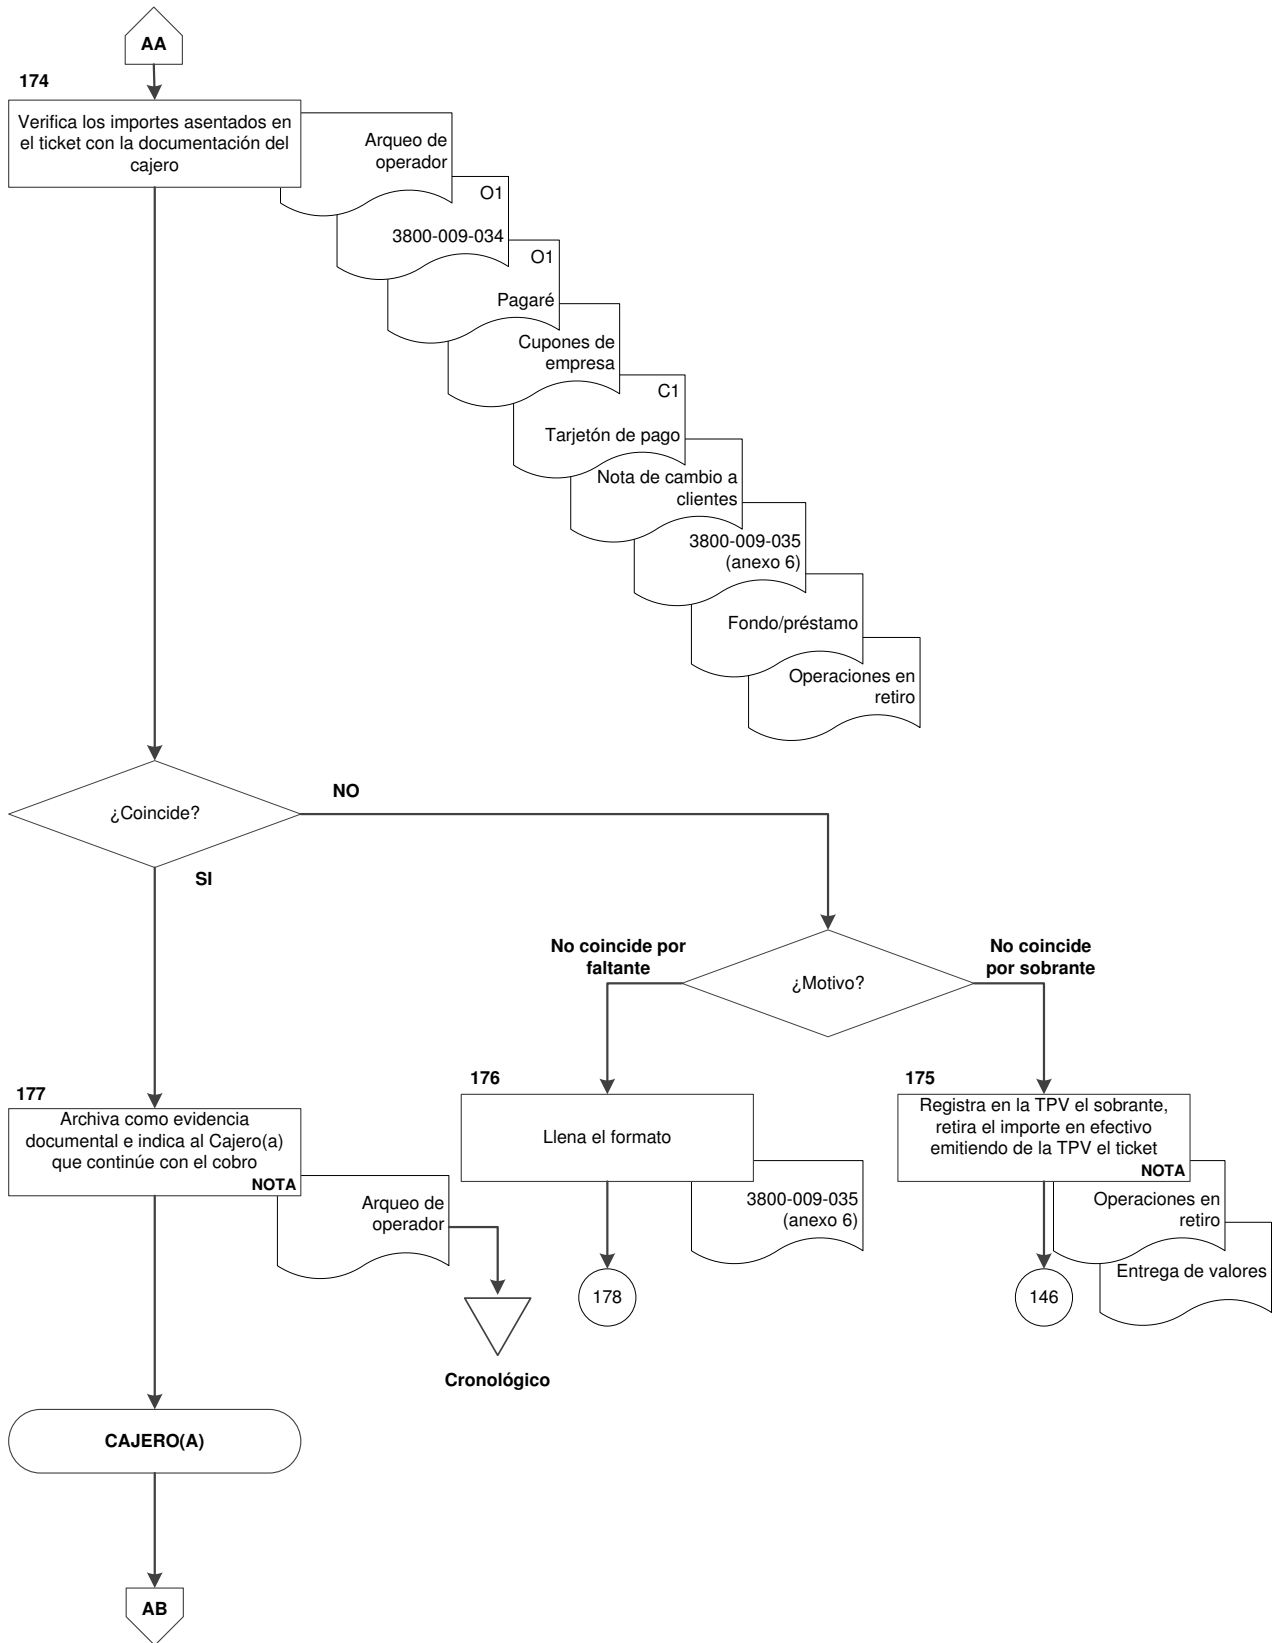 AA
174
Verifica los importes asentados en
el ticket con la documentación del
cajero
Arqueo de
operador
O1
3800-009-034
O1
Pagaré
Cupones de
empresa
C1
Tarjetón de pago
Nota de cambio a
clientes
3800-009-035
(anexo 6)
Fondo/préstamo
Operaciones en
retiro
¿Coincide?
NO
SI
No coincide por
faltante
¿Motivo?
No coincide
por sobrante
177
Archiva como evidencia
documental e indica al Cajero(a)
que continúe con el cobro
NOTA
Arqueo de
operador
Cronológico
176
Llena el formato
3800-009-035
(anexo 6)
178
175
Registra en la TPV el sobrante,
retira el importe en efectivo
emitiendo de la TPV el ticket
NOTA
Operaciones en
retiro
Entrega de valores
146
CAJERO(A)
AB